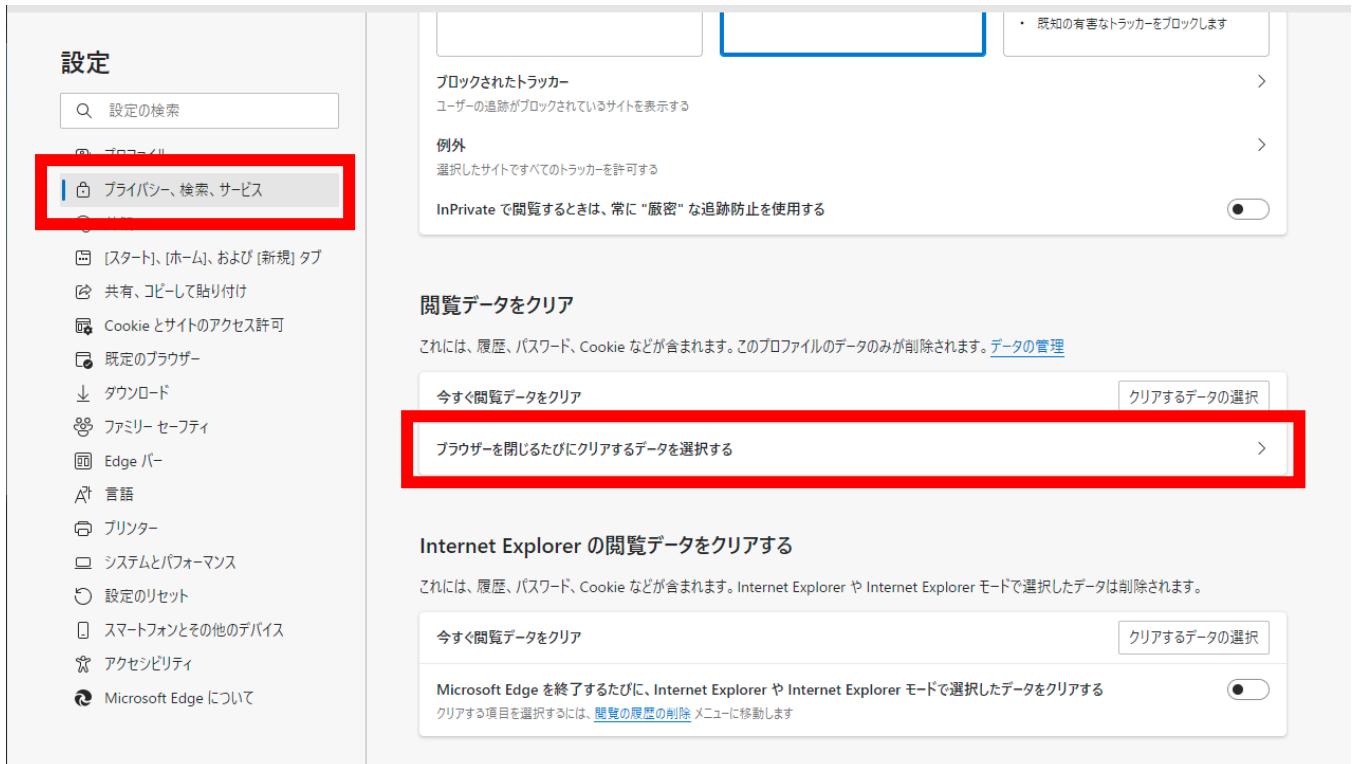 ・ 既知の有害なトラッカーをブロックします
設定
設定の検索
プロファイル
プライバシー、検索、サービス
[スタート]、[ホーム]、および [新規] タブ
共有、コピーして貼り付け
Cookie とサイトのアクセス許可
既定のブラウザー
ダウンロード
ファミリー セーフティ
Edge バー
言語
プリンター
システムとパフォーマンス
設定のリセット
スマートフォンとその他のデバイス
アクセシビリティ
Microsoft Edge について
ブロックされたトラッカー
ユーザーの追跡がブロックされているサイトを表示する
例外
選択したサイトですべてのトラッカーを許可する
InPrivate で閲覧するときは、常に "厳密" な追跡防止を使用する
閲覧データをクリア
これには、履歴、パスワード、Cookie などが含まれます。このプロファイルのデータのみが削除されます。データの管理
今すぐ閲覧データをクリア
クリアするデータの選択
ブラウザーを閉じるたびにクリアするデータを選択する
Internet Explorer の閲覧データをクリアする
これには、履歴、パスワード、Cookie などが含まれます。Internet Explorer や Internet Explorer モードで選択したデータは削除されます。
今すぐ閲覧データをクリア
クリアするデータの選択
Microsoft Edge を終了するたびに、Internet Explorer や Internet Explorer モードで選択したデータをクリアする
クリアする項目を選択するには、閲覧の履歴の削除 メニューに移動します